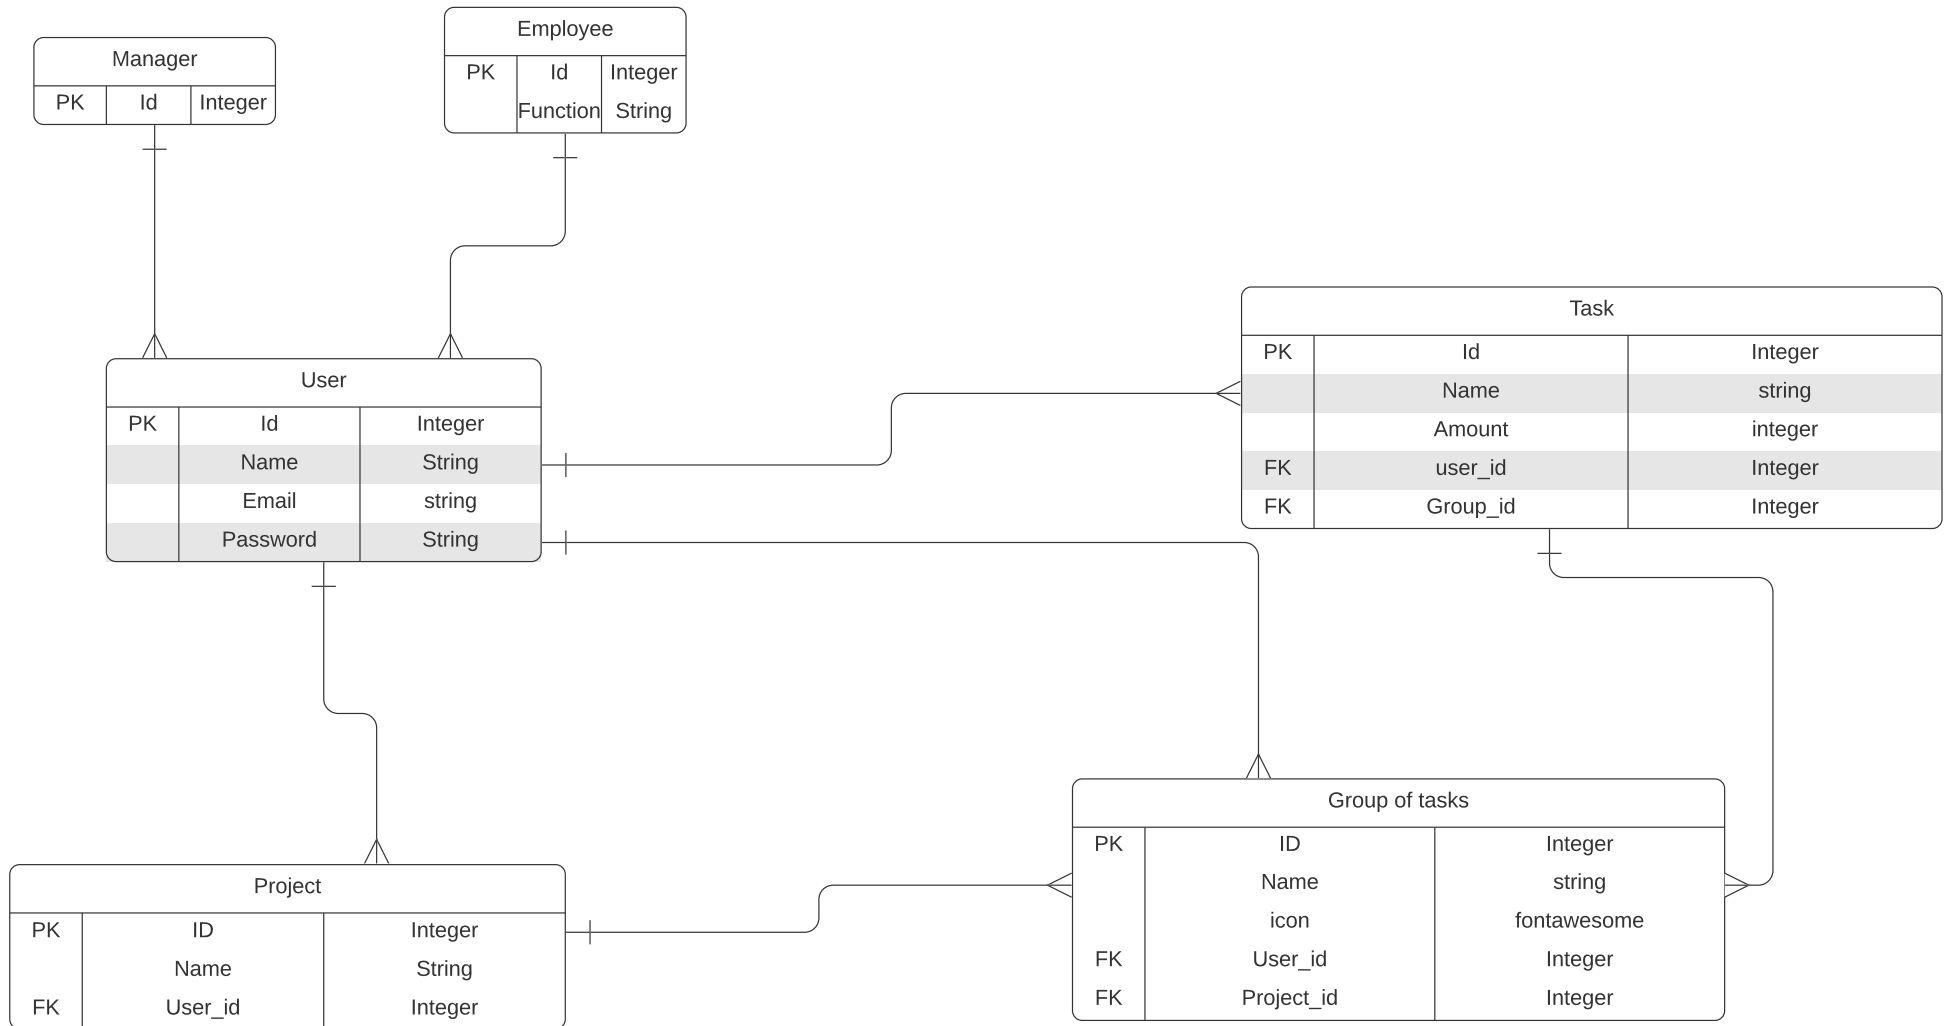 Employee
PK Id Integer
Function String
Manager
PK Id Integer
Task
PK Id Integer
Name string
Amount integer
FK user_id Integer
FK Group_id Integer
User
PK Id Integer
Name String
Email string
Password String
Group of tasks
PK ID Integer
Name string
icon fontawesome
FK User_id Integer
FK Project_id Integer
Project
PK ID Integer
Name String
FK User_id Integer